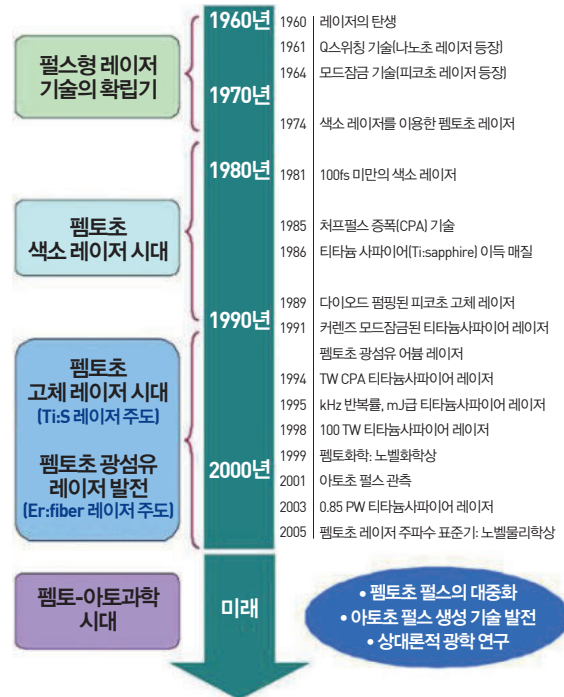 1960년
1960 레이저의 탄생
1961 Q스위칭 기술(나노초 레이저 등장)
1964 모드잠금 기술(피코초 레이저 등장)
펄스형 레이저
기술의 확립기
1970년
1974 색소 레이저를 이용한 펨토초 레이저
1980년
1981 100fs 미만의 색소 레이저
펨토초
색소 레이저 시대
1985 처프펄스 증폭(CPA) 기술
1986 티타늄 사파이어(Ti:sapphire) 이득 매질
1989 다이오드 펌핑된 피코초 고체 레이저
1990년
1991 커렌즈 모드잠금된 티타늄사파이어 레이저
펨토초 광섬유 어븀 레이저
펨토초
고체 레이저 시대
(Ti:S 레이저 주도)
1994 TW CPA 티타늄사파이어 레이저
1995 kHz 반복률, mJ급 티타늄사파이어 레이저
1998 100 TW 티타늄사파이어 레이저
펨토초 광섬유
레이저 발전
(Er:fiber 레이저 주도)
2000년
1999 펨토화학: 노벨화학상
2001 아토초 펄스 관측
2003 0.85 PW 티타늄사파이어 레이저
2005 펨토초 레이저 주파수 표준기: 노벨물리학상
펨토-아토과학
시대
미래
• 펨토초 펄스의 대중화
• 아토초 펄스 생성 기술 발전
• 상대론적 광학 연구